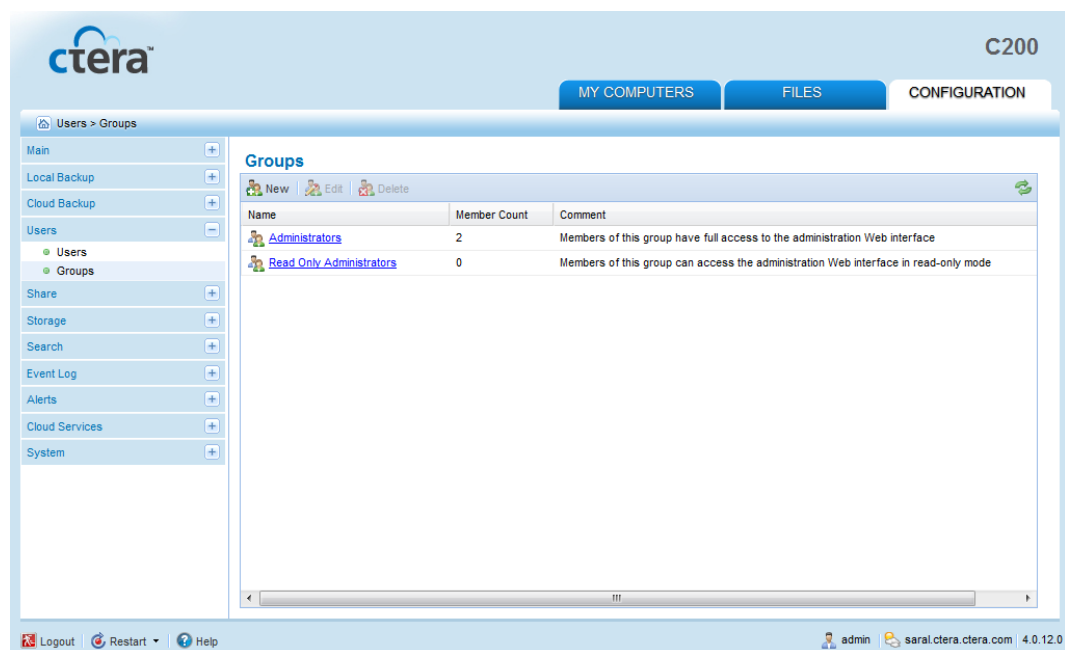 ctera™
C200
MY COMPUTERS FILES CONFIGURATION
Users > Groups
Main
Local Backup
Cloud Backup
Users
Users
Groups
Share
Storage
Search
Event Log
Alerts
Cloud Services
System
Groups
New Edit Delete
Name Member Count Comment
Administrators 2 Members of this group have full access to the administration Web interface
Read Only Administrators 0 Members of this group can access the administration Web interface in read-only mode
Logout Restart Help admin saral.ctera.ctera.com 4.0.12.0